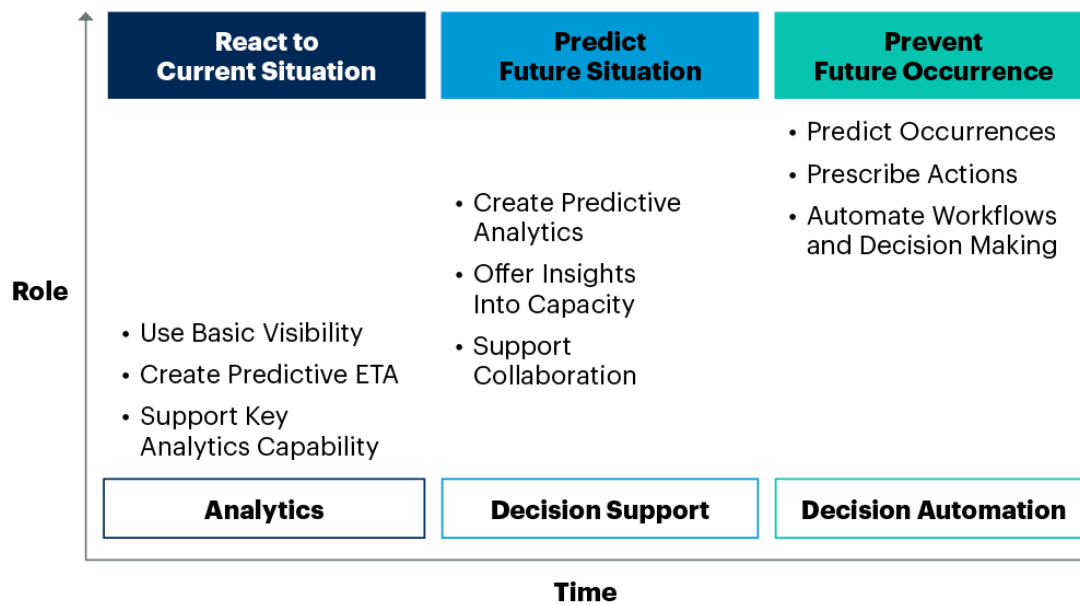 React to
Current Situation
Predict
Future Situation
Prevent
Future Occurrence
• Predict Occurrences
• Prescribe Actions
• Automate Workflows
and Decision Making
• Create Predictive
Analytics
• Offer Insights
Into Capacity
• Support
Collaboration
Role
• Use Basic Visibility
• Create Predictive ETA
• Support Key
Analytics Capability
Analytics
Decision Support
Decision Automation
Time